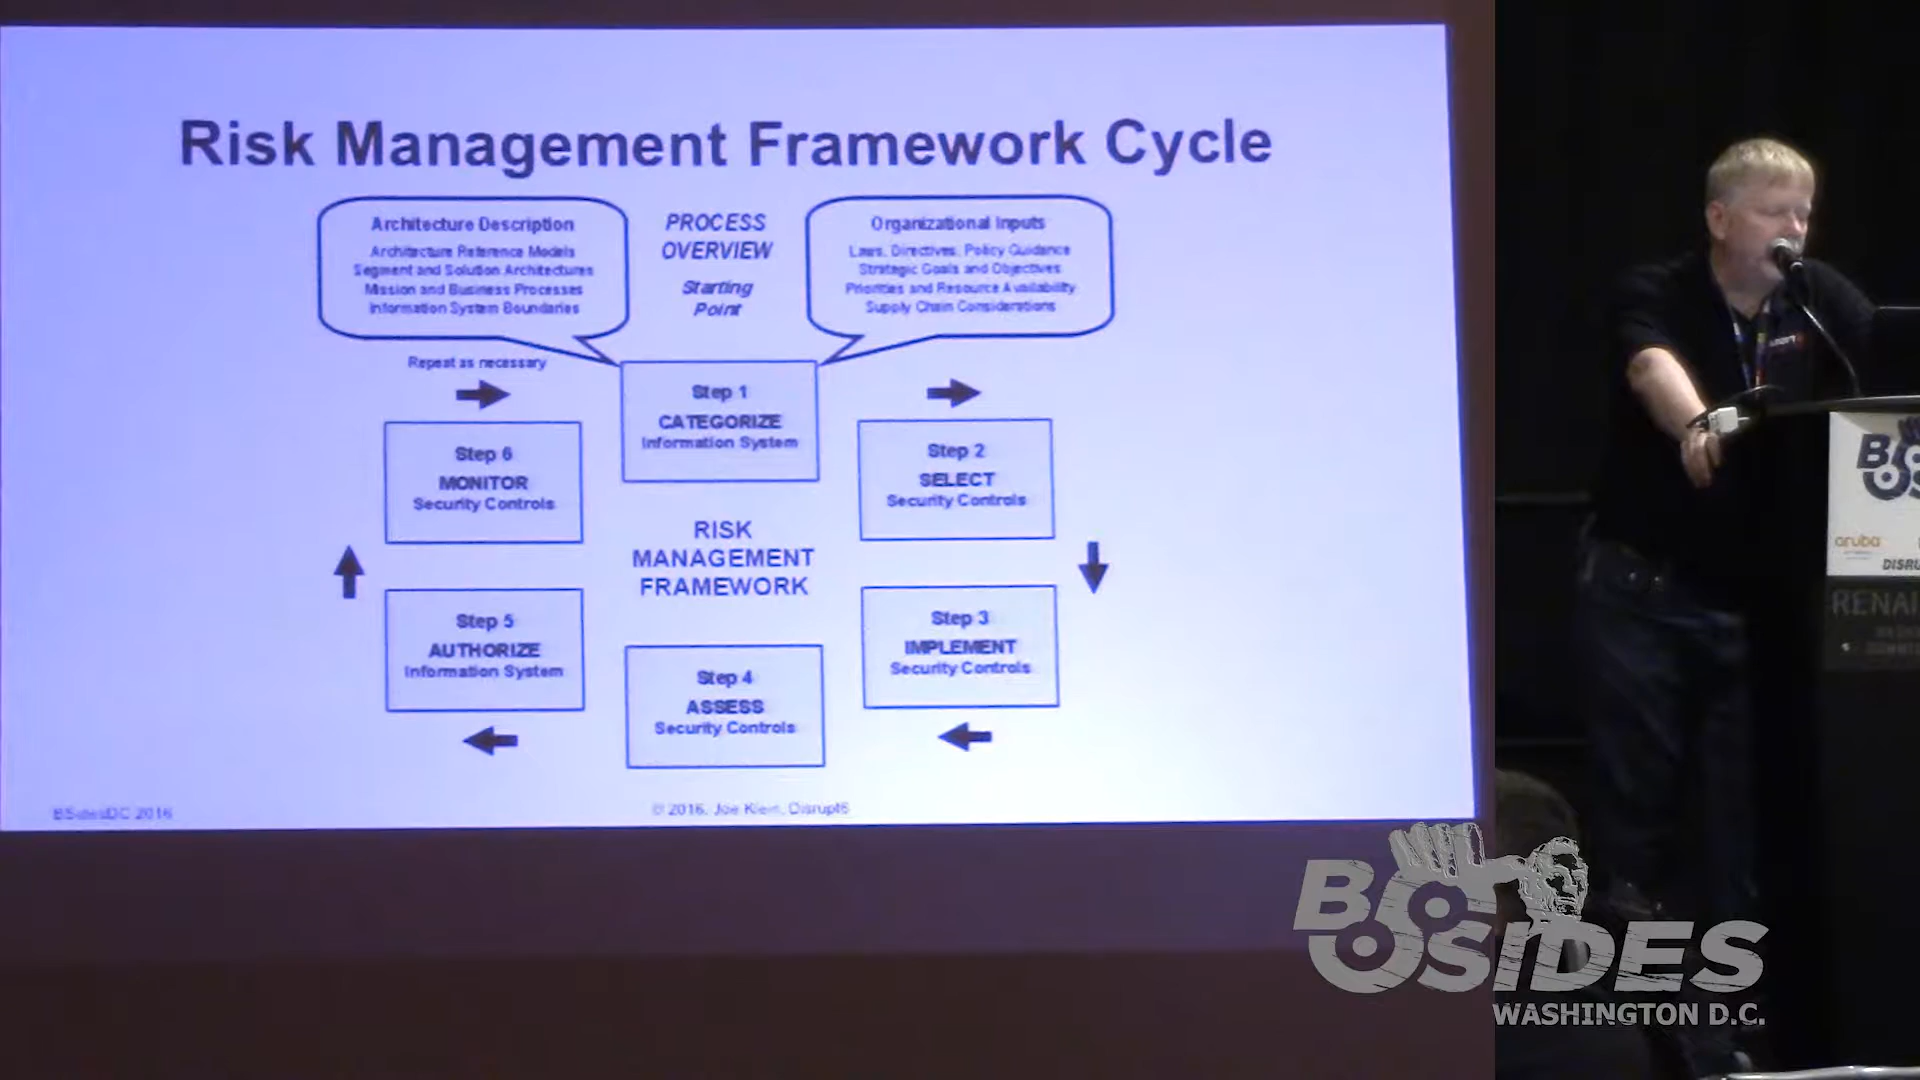 Risk Management Framework Cycle
Architecture Description
Architecture Reference Models
Segment and Solution Architectures
Mission and Business Processes
Information System Boundaries
PROCESS
OVERVIEW
Starting
Point
Organizational Inputs
Laws, Directives, Policy Guidance
Strategic Goals and Objectives
Priorities and Resource Availability
Supply Chain Considerations
Repeat as necessary
Step 1
CATEGORIZE
Information System
Step 2
SELECT
Security Controls
Step 3
IMPLEMENT
Security Controls
Step 4
ASSESS
Security Controls
Step 5
AUTHORIZE
Information System
Step 6
MONITOR
Security Controls
RISK
MANAGEMENT
FRAMEWORK
BSidesDC 2016
© 2016, Joe Klein, Disrupt6
aruba
DISRU
RENAI
BSIDES
WASHINGTON D.C.